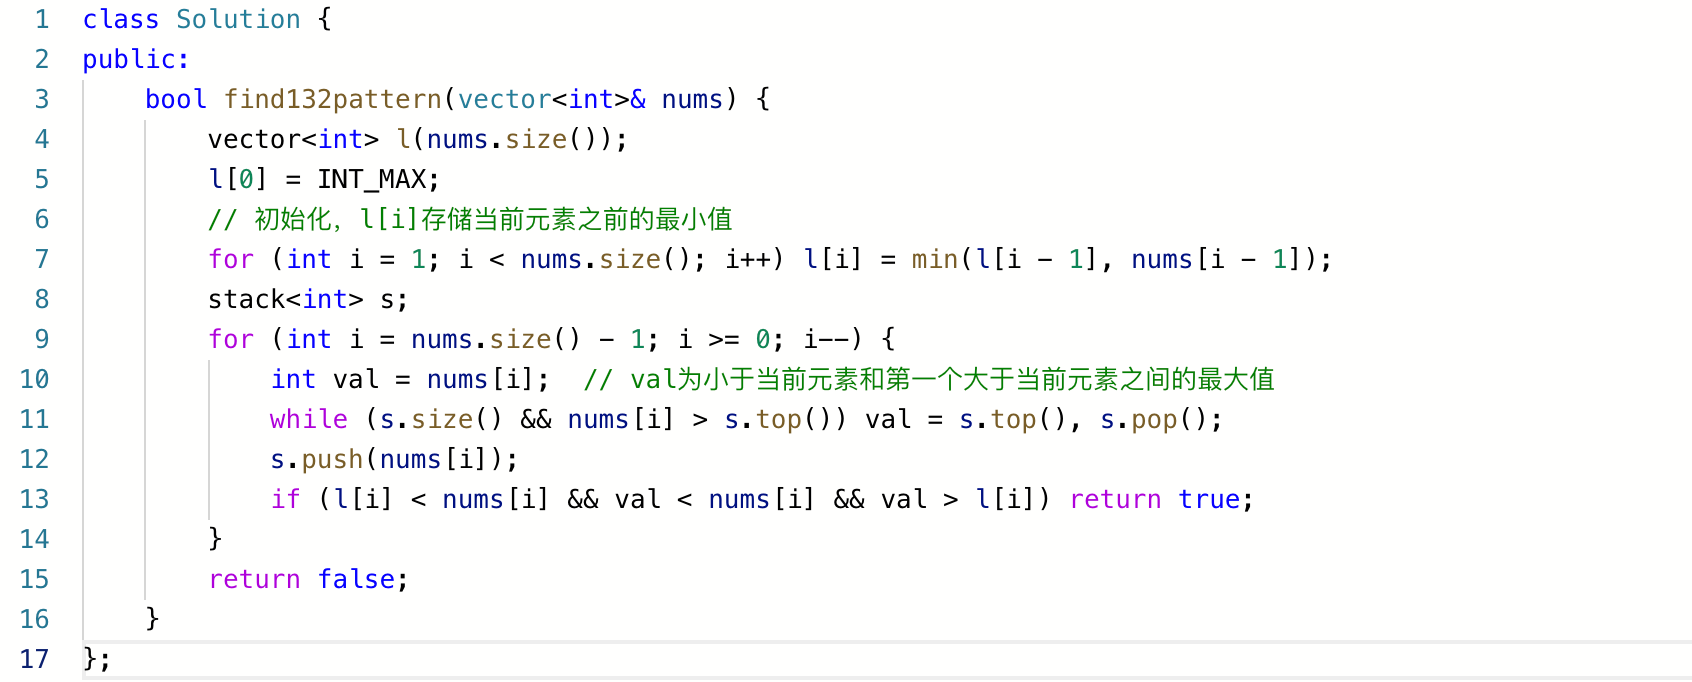 1 class Solution {
2 public:
3     bool find132pattern(vector<int>& nums) {
4         vector<int> l(nums.size());
5         l[0] = INT_MAX;
6         // 初始化，l[i]存储当前元素之前的最小值
7         for (int i = 1; i < nums.size(); i++) l[i] = min(l[i - 1], nums[i - 1]);
8         stack<int> s;
9         for (int i = nums.size() - 1; i >= 0; i--) {
10             int val = nums[i];  // val为小于当前元素和第一个大于当前元素之间的最大值
11             while (s.size() && nums[i] > s.top()) val = s.top(), s.pop();
12             s.push(nums[i]);
13             if (l[i] < nums[i] && val < nums[i] && val > l[i]) return true;
14         }
15         return false;
16     }
17 };